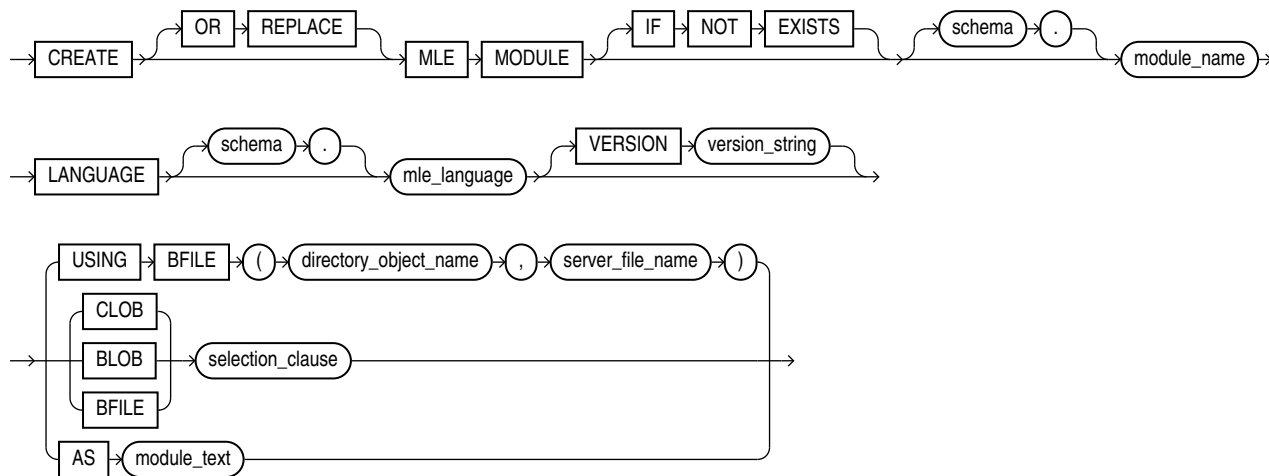 OR REPLACE IF NOT EXISTS schema .
CREATE MLE MODULE module_name
schema . VERSION version_string
LANGUAGE mle_language
USING BFILE ( directory_object_name , server_file_name )
CLOB
BLOB selection_clause
BFILE
AS module_text